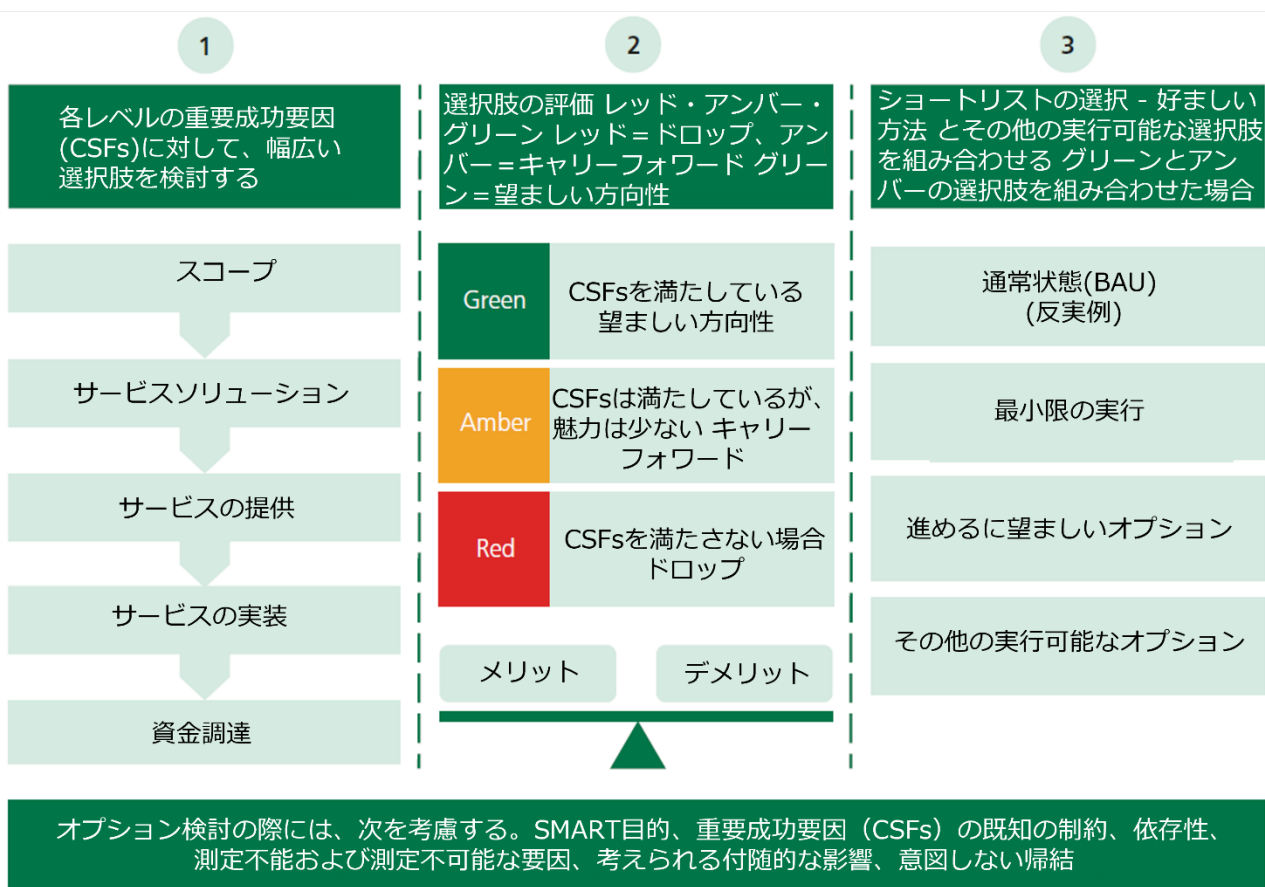 1
各レベルの重要成功要因
(CSFs)に対して、幅広い
選択肢を検討する
スコープ
サービスソリューション
サービスの提供
サービスの実装
資金調達
2
選択肢の評価 レッド・アンバー・
グリーン レッド＝ドロップ、アン
バー＝キャリーフォワード グリー
ン＝望ましい方向性
Green
CSFsを満たしている
望ましい方向性
Amber
CSFsは満たしているが、
魅力は少ない キャリー
フォワード
Red
CSFsを満たさない場合
ドロップ
メリット
デメリット
3
ショートリストの選択 - 好ましい
方法 とその他の実行可能な選択肢
を組み合わせる グリーンとアン
バーの選択肢を組み合わせた場合
通常状態(BAU)
(反実例)
最小限の実行
進めるに望ましいオプション
その他の実行可能なオプション
オプション検討の際には、次を考慮する。SMART目的、重要成功要因（CSFs）の既知の制約、依存性、
測定不能および測定不可能な要因、考えられる付随的な影響、意図しない帰結